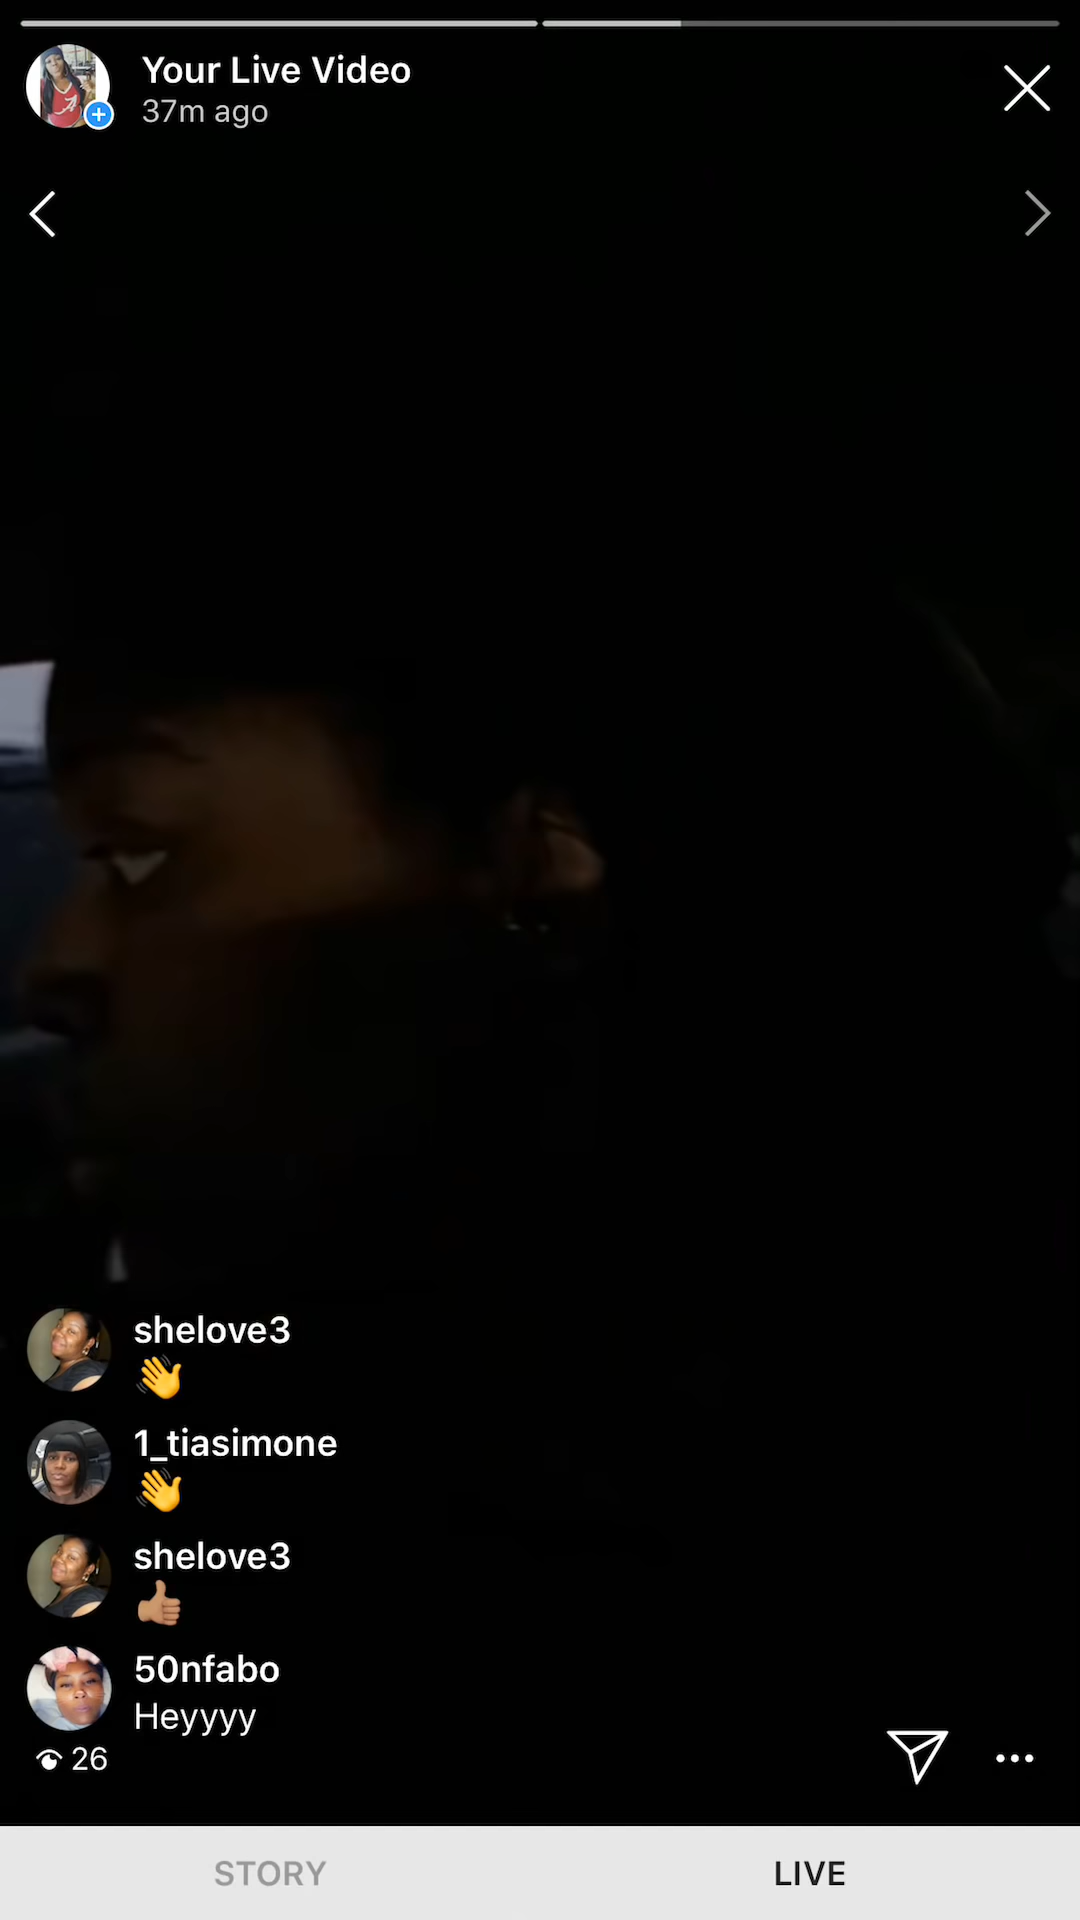 Your Live Video
37m ago
shelove3
👋
1_tiasimone
👋
shelove3
👍🏽
50nfabo
Heyyyy
26
STORY
LIVE